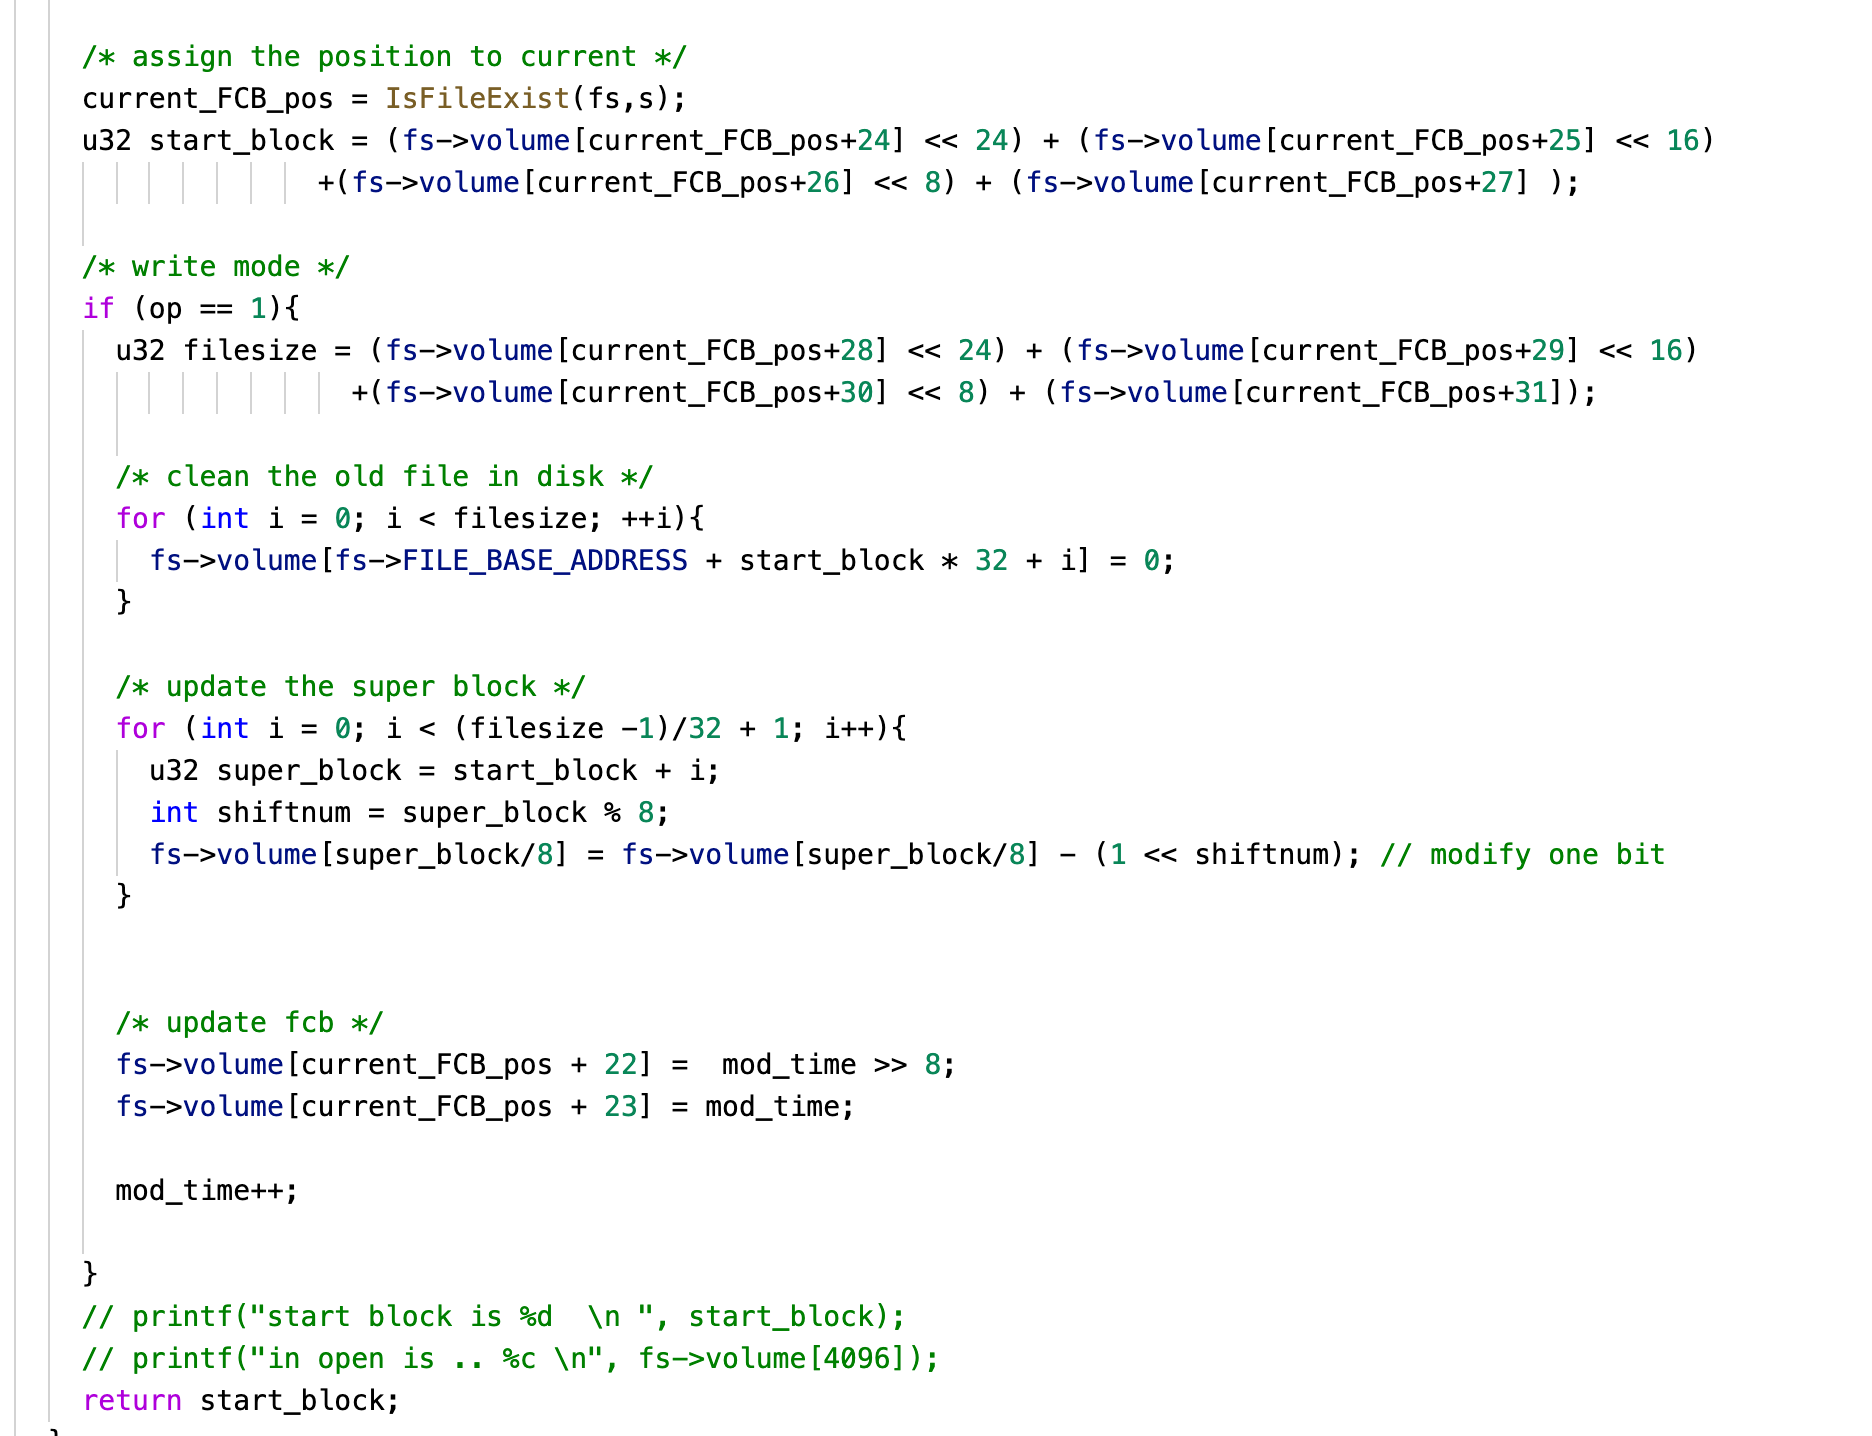 /* assign the position to current */
current_FCB_pos = IsFileExist(fs,s);
u32 start_block = (fs->volume[current_FCB_pos+24] << 24) + (fs->volume[current_FCB_pos+25] << 16)
+(fs->volume[current_FCB_pos+26] << 8) + (fs->volume[current_FCB_pos+27] );
/* write mode */
if (op == 1){
u32 filesize = (fs->volume[current_FCB_pos+28] << 24) + (fs->volume[current_FCB_pos+29] << 16)
+(fs->volume[current_FCB_pos+30] << 8) + (fs->volume[current_FCB_pos+31]);
/* clean the old file in disk */
for (int i = 0; i < filesize; ++i){
fs->volume[fs->FILE_BASE_ADDRESS + start_block * 32 + i] = 0;
}
/* update the super block */
for (int i = 0; i < (filesize -1)/32 + 1; i++){
u32 super_block = start_block + i;
int shiftnum = super_block % 8;
fs->volume[super_block/8] = fs->volume[super_block/8] - (1 << shiftnum); // modify one bit
}
/* update fcb */
fs->volume[current_FCB_pos + 22] =  mod_time >> 8;
fs->volume[current_FCB_pos + 23] = mod_time;
mod_time++;
}
// printf("start block is %d  \n ", start_block);
// printf("in open is .. %c \n", fs->volume[4096]);
return start_block;
}